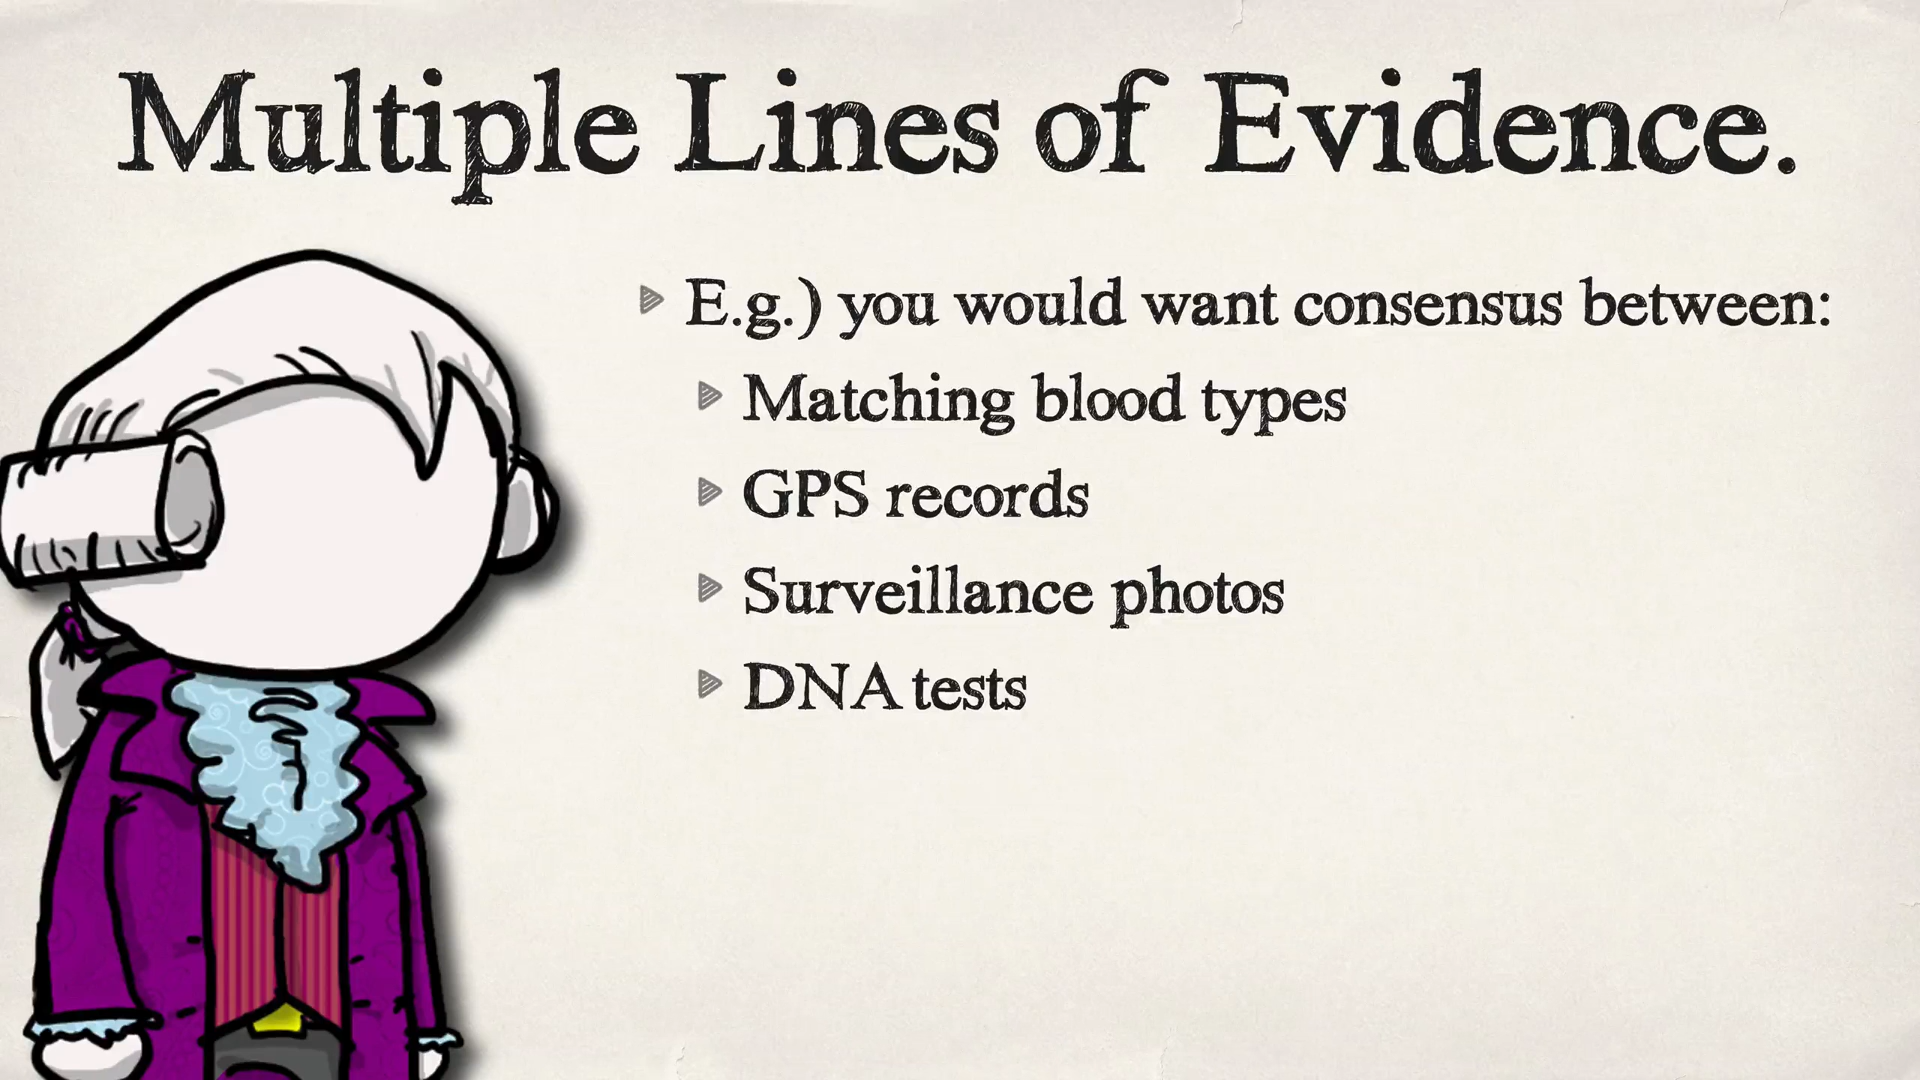 Multiple Lines of Evidence.
E.g.) you would want consensus between:
Matching blood types
GPS records
Surveillance photos
DNA tests